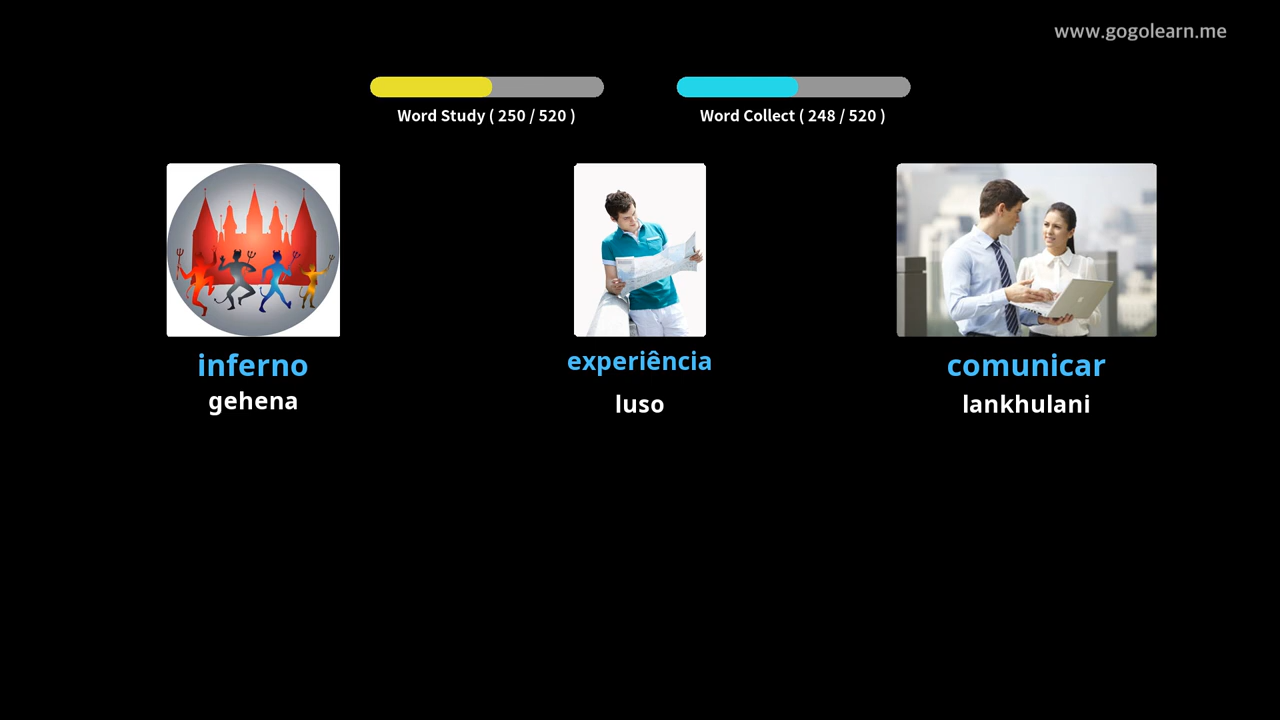 www.gogolearn.me
Word Study ( 250 / 520 )
Word Collect ( 248 / 520 )
inferno
gehena
experiência
luso
comunicar
lankhulani